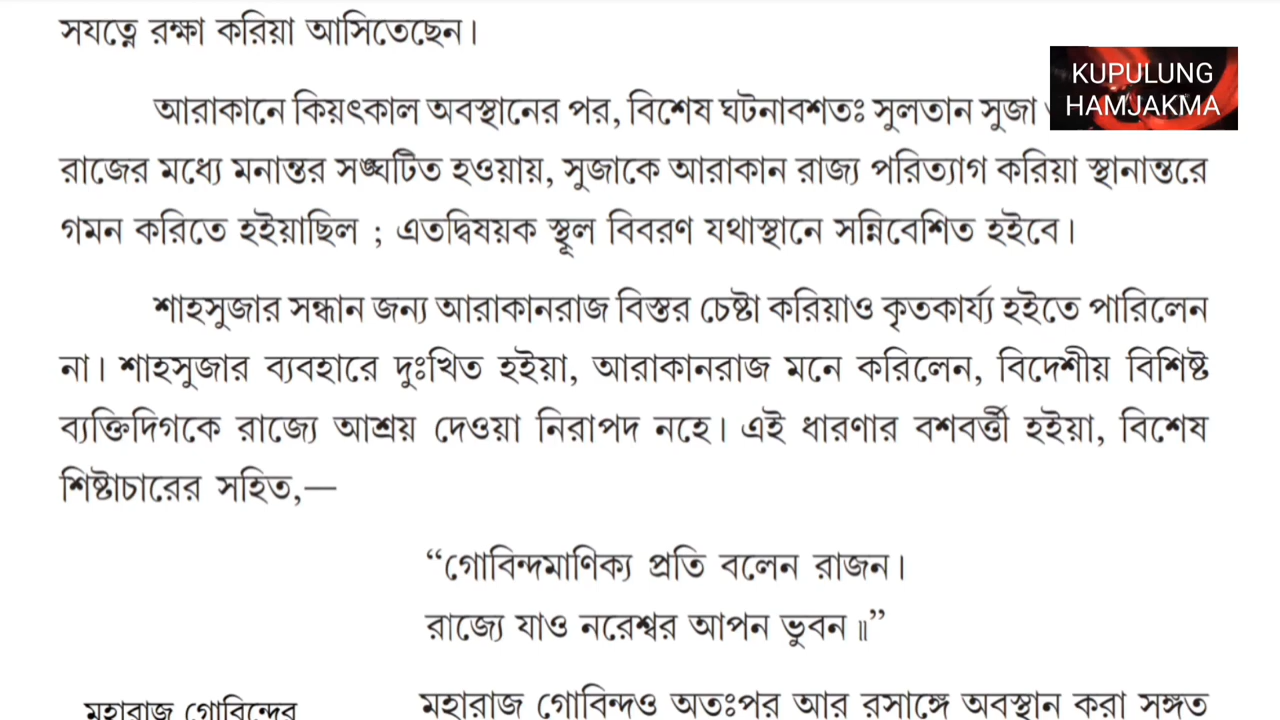 সযত্নে রক্ষা করিয়া আসিতেছেন।
KUPULUNG
HAMJAKMA
আরাকানে কিয়ৎকাল অবস্থানের পর, বিশেষ ঘটনাবশতঃ সুলতান সুজা
রাজের মধ্যে মনান্তর সঙ্ঘটিত হওয়ায়, সুজাকে আরাকান রাজ্য পরিত্যাগ করিয়া স্থানান্তরে
গমন করিতে হইয়াছিল ; এতদ্বিষয়ক স্থূল বিবরণ যথাস্থানে সন্নিবেশিত হইবে।
শাহসুজার সন্ধান জন্য আরাকানরাজ বিস্তর চেষ্টা করিয়াও কৃতকার্য্য হইতে পারিলেন
না। শাহসুজার ব্যবহারে দুঃখিত হইয়া, আরাকানরাজ মনে করিলেন, বিদেশীয় বিশিষ্ট
ব্যক্তিদিগকে রাজ্যে আশ্রয় দেওয়া নিরাপদ নহে। এই ধারণার বশবর্ত্তী হইয়া, বিশেষ
শিষ্টাচারের সহিত,—
“গোবিন্দমাণিক্য প্রতি বলেন রাজন।
রাজ্যে যাও নরেশ্বর আপন ভুবন॥”
মহারাজ গোবিন্দের
মহারাজ গোবিন্দও অতঃপর আর রসাঙ্গে অবস্থান করা সঙ্গত